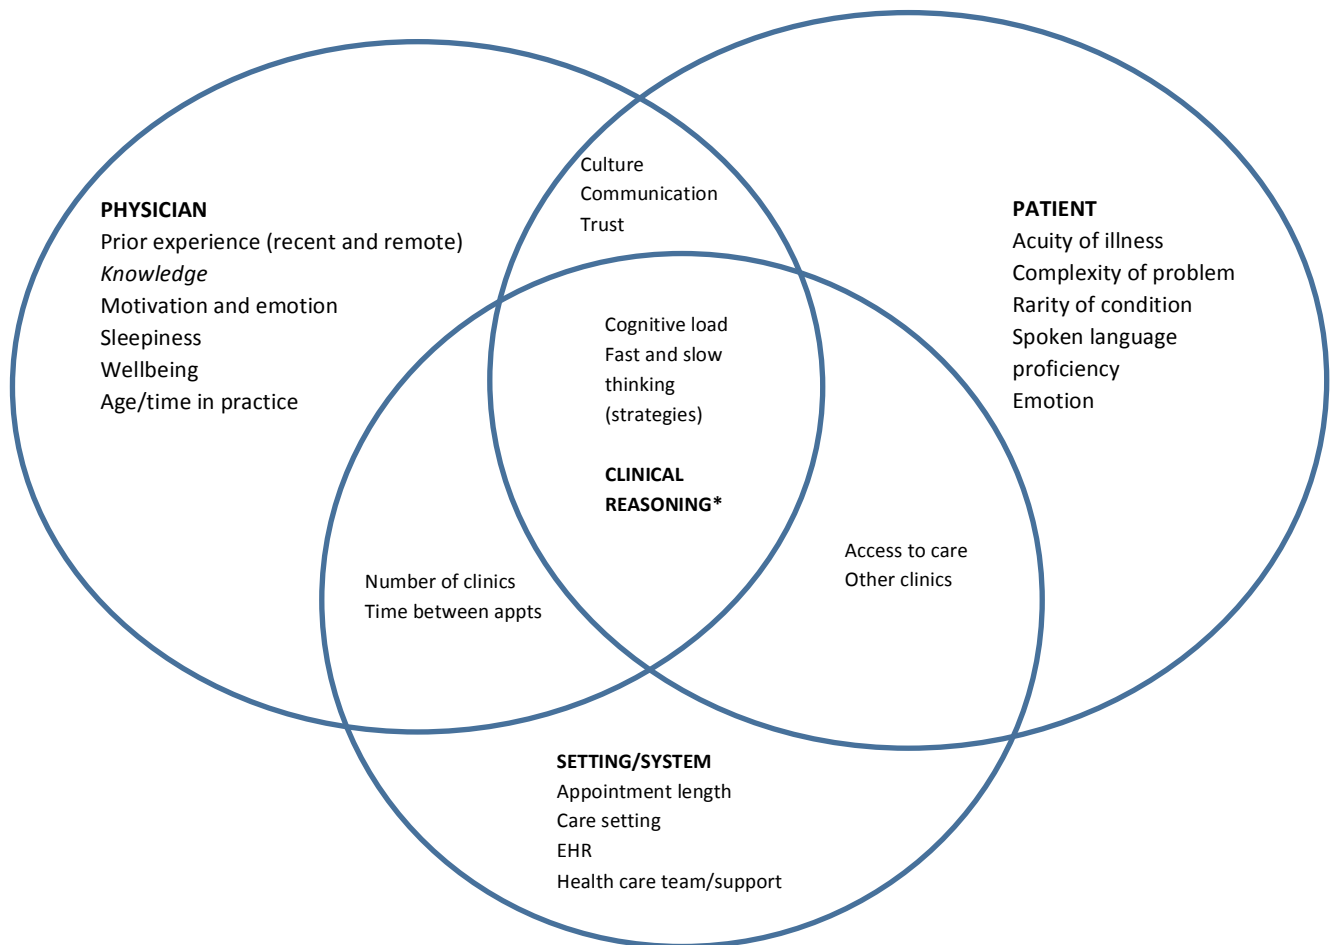 PHYSICIAN
Prior experience (recent and remote)
Knowledge
Motivation and emotion
Sleepiness
Wellbeing
Age/time in practice
Culture
Communication
Trust
PATIENT
Acuity of illness
Complexity of problem
Rarity of condition
Spoken language
proficiency
Emotion
Cognitive load
Fast and slow
thinking
(strategies)
CLINICAL
REASONING*
Number of clinics
Time between appts
Access to care
Other clinics
SETTING/SYSTEM
Appointment length
Care setting
EHR
Health care team/support